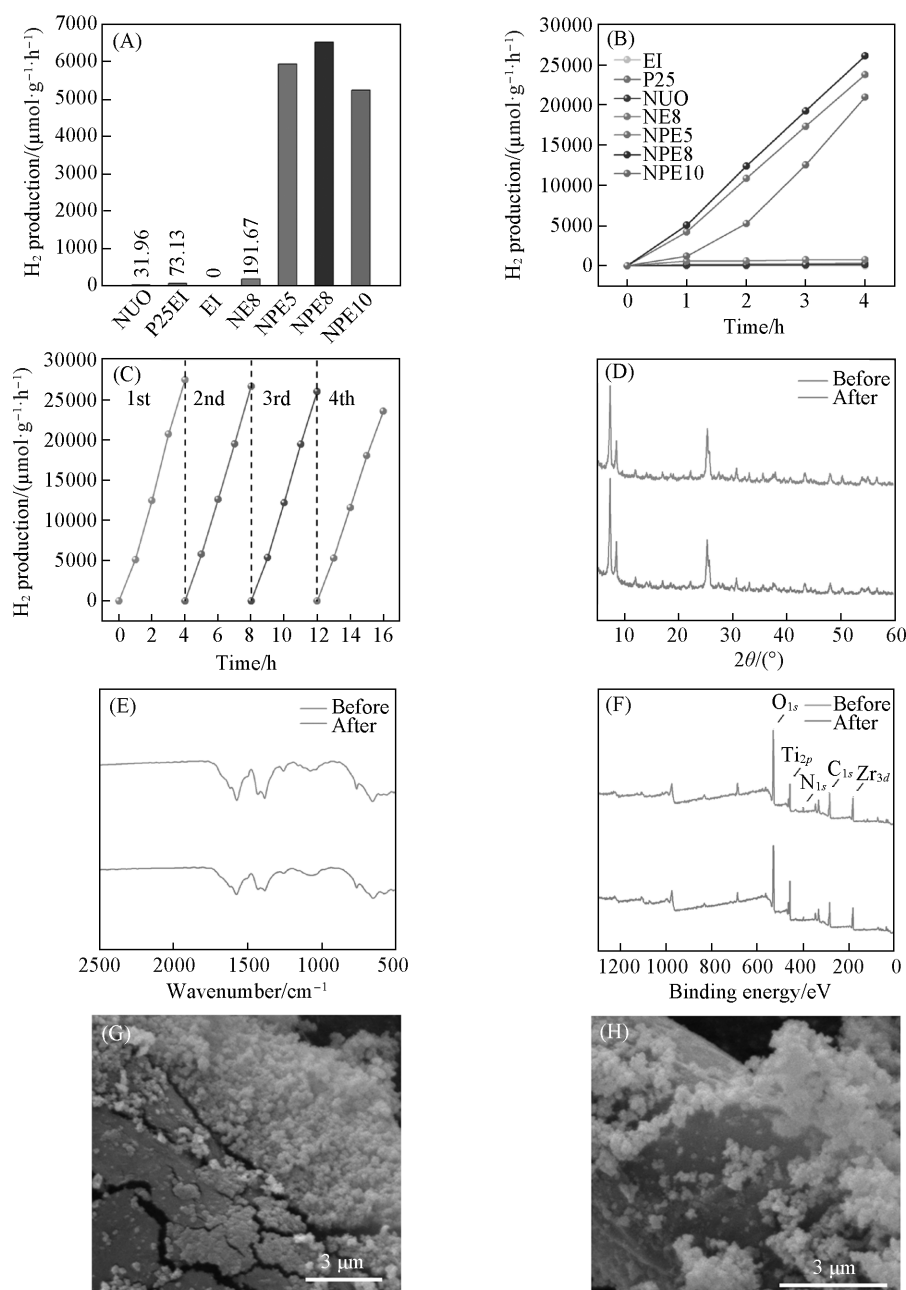 (A)
H₂ production/(μmol·g⁻¹·h⁻¹)
7000
6000
5000
4000
3000
2000
1000
0
31.96
73.13
0
191.67
NUO
P25EI
EI
NE8
NPE5
NPE8
NPE10
(B)
H₂ production/(μmol·g⁻¹·h⁻¹)
30000
25000
20000
15000
10000
5000
0
EI
P25
NUO
NE8
NPE5
NPE8
NPE10
0 1 2 3 4
Time/h
(C)
H₂ production/(μmol·g⁻¹·h⁻¹)
30000
25000
20000
15000
10000
5000
0
1st 2nd 3rd 4th
0 2 4 6 8 10 12 14 16
Time/h
(D)
Before
After
10 20 30 40 50 60
2θ/(°)
(E)
Before
After
2500 2000 1500 1000 500
Wavenumber/cm⁻¹
(F)
Before
After
O₁ₛ
Ti₂ₚ
N₁ₛ
C₁ₛ
Zr3d
1200 1000 800 600 400 200 0
Binding energy/eV
(G)
3 μm
(H)
3 μm